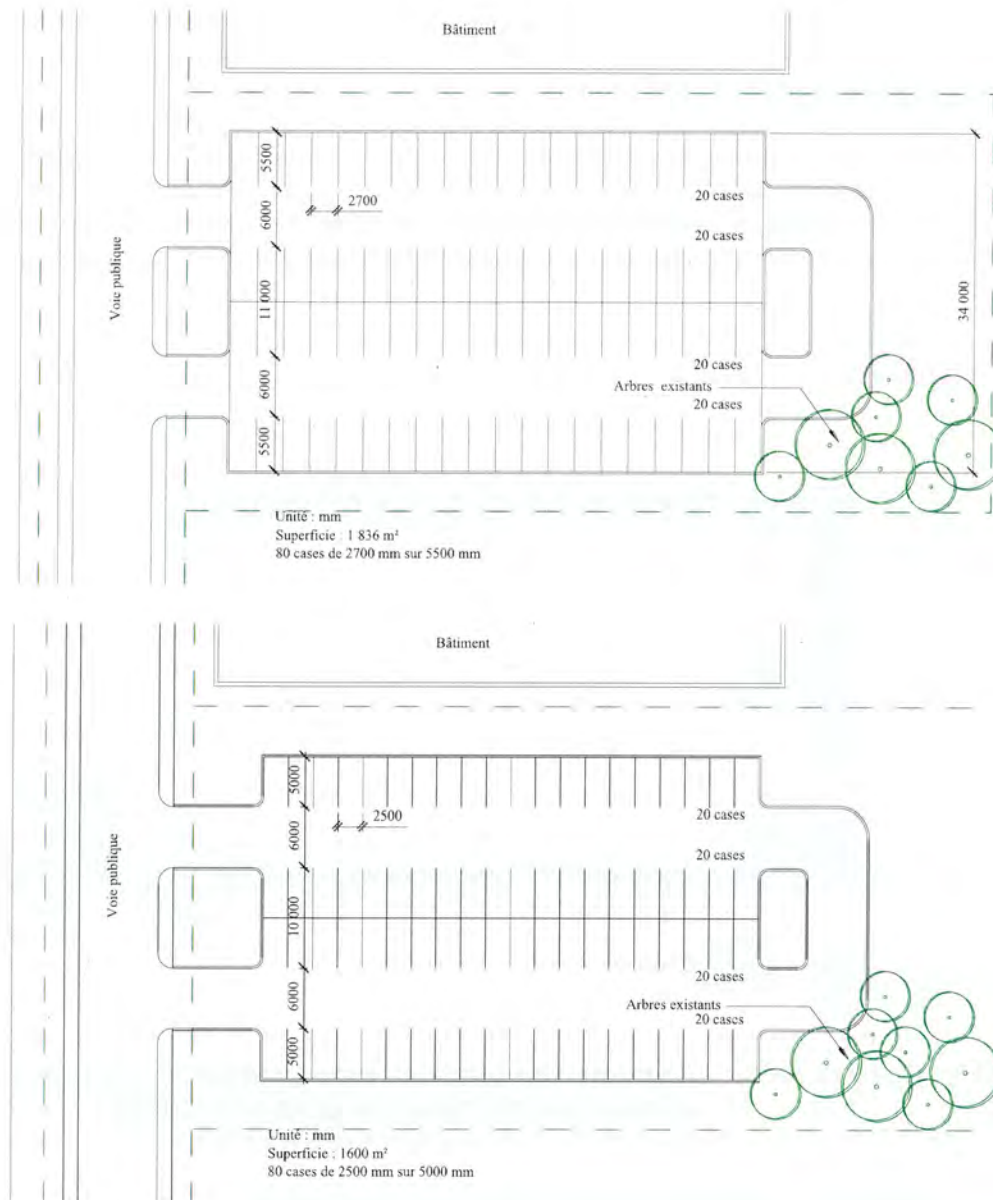 Bâtiment
5500
2700
20 cases
6000
20 cases
Voie publique
11 000
34 000
20 cases
6000
Arbres existants
20 cases
5500
Unité : mm
Superficie : 1 836 m²
80 cases de 2700 mm sur 5500 mm
Bâtiment
5000
2500
20 cases
6000
20 cases
Voie publique
10 000
20 cases
6000
Arbres existants
20 cases
5000
Unité : mm
Superficie : 1600 m²
80 cases de 2500 mm sur 5000 mm